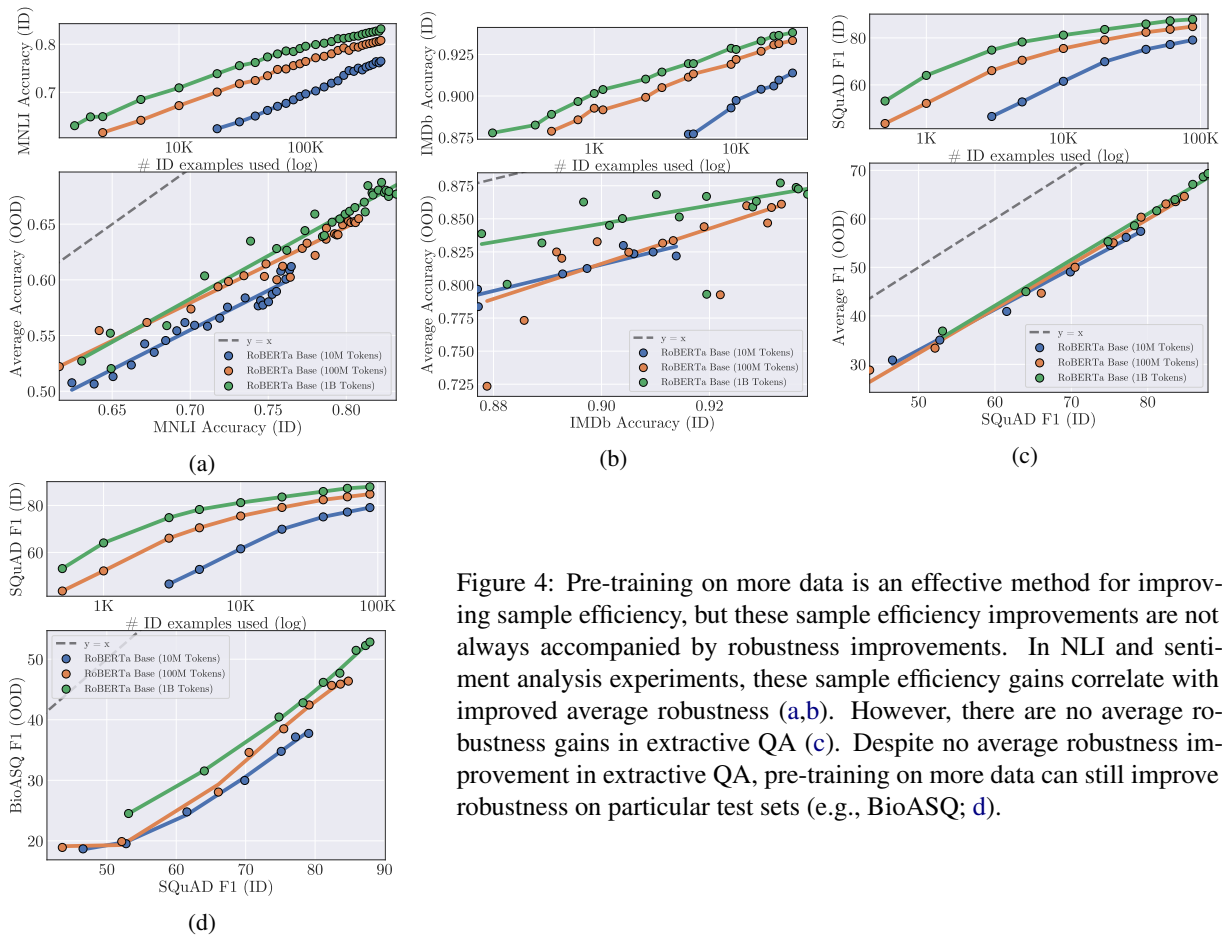 MNLI Accuracy (ID)
0.8
0.7
10K
100K
# ID examples used (log)
Average Accuracy (OOD)
0.65
0.60
0.55
0.50
y = x
RoBERTa Base (10M Tokens)
RoBERTa Base (100M Tokens)
RoBERTa Base (1B Tokens)
0.65
0.70
0.75
0.80
MNLI Accuracy (ID)
(a)
IMDb Accuracy (ID)
0.925
0.900
0.875
1K
10K
# ID examples used (log)
Average Accuracy (OOD)
0.875
0.850
0.825
0.800
0.775
0.750
0.725
y = x
RoBERTa Base (10M Tokens)
RoBERTa Base (100M Tokens)
RoBERTa Base (1B Tokens)
0.88
0.90
0.92
IMDb Accuracy (ID)
(b)
SQuAD F1 (ID)
80
60
1K
10K
100K
# ID examples used (log)
Average F1 (OOD)
70
60
50
40
30
y = x
RoBERTa Base (10M Tokens)
RoBERTa Base (100M Tokens)
RoBERTa Base (1B Tokens)
50
60
70
80
SQuAD F1 (ID)
(c)
SQuAD F1 (ID)
80
60
1K
10K
100K
# ID examples used (log)
BioASQ F1 (OOD)
50
40
30
20
y = x
RoBERTa Base (10M Tokens)
RoBERTa Base (100M Tokens)
RoBERTa Base (1B Tokens)
50
60
70
80
90
SQuAD F1 (ID)
(d)
Figure 4: Pre-training on more data is an effective method for improv-
ing sample efficiency, but these sample efficiency improvements are not
always accompanied by robustness improvements. In NLI and senti-
ment analysis experiments, these sample efficiency gains correlate with
improved average robustness (a,b). However, there are no average ro-
bustness gains in extractive QA (c). Despite no average robustness im-
provement in extractive QA, pre-training on more data can still improve
robustness on particular test sets (e.g., BioASQ; d).